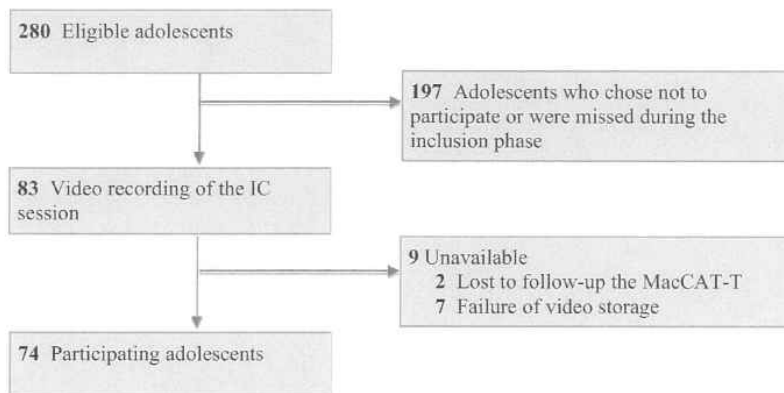 280 Eligible adolescents
197 Adolescents who chose not to
participate or were missed during the
inclusion phase
83 Video recording of the IC
session
9 Unavailable
2 Lost to follow-up the MacCAT-T
7 Failure of video storage
74 Participating adolescents